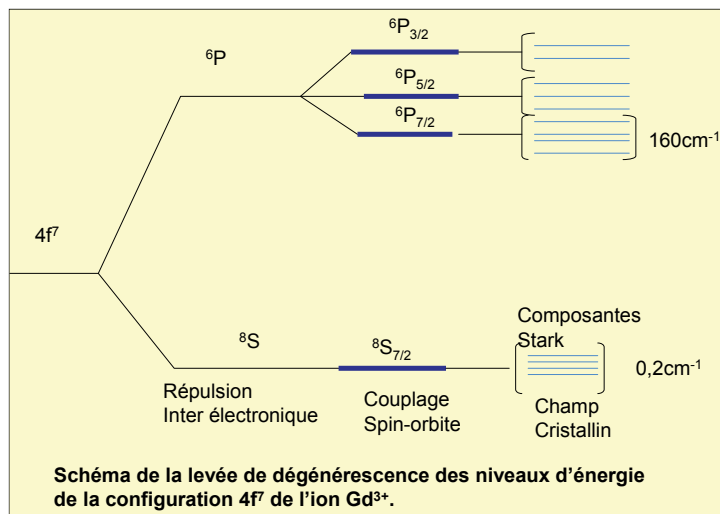 ⁶P₃/₂
⁶P
⁶P₅/₂
⁶P₇/₂
160cm⁻¹
4f⁷
Composantes
Stark
⁸S
⁸S₇/₂
0,2cm⁻¹
Répulsion
Inter électronique
Couplage
Spin-orbite
Champ
Cristallin
Schéma de la levée de dégénérescence des niveaux d’énergie
de la configuration 4f⁷ de l’ion Gd³⁺.